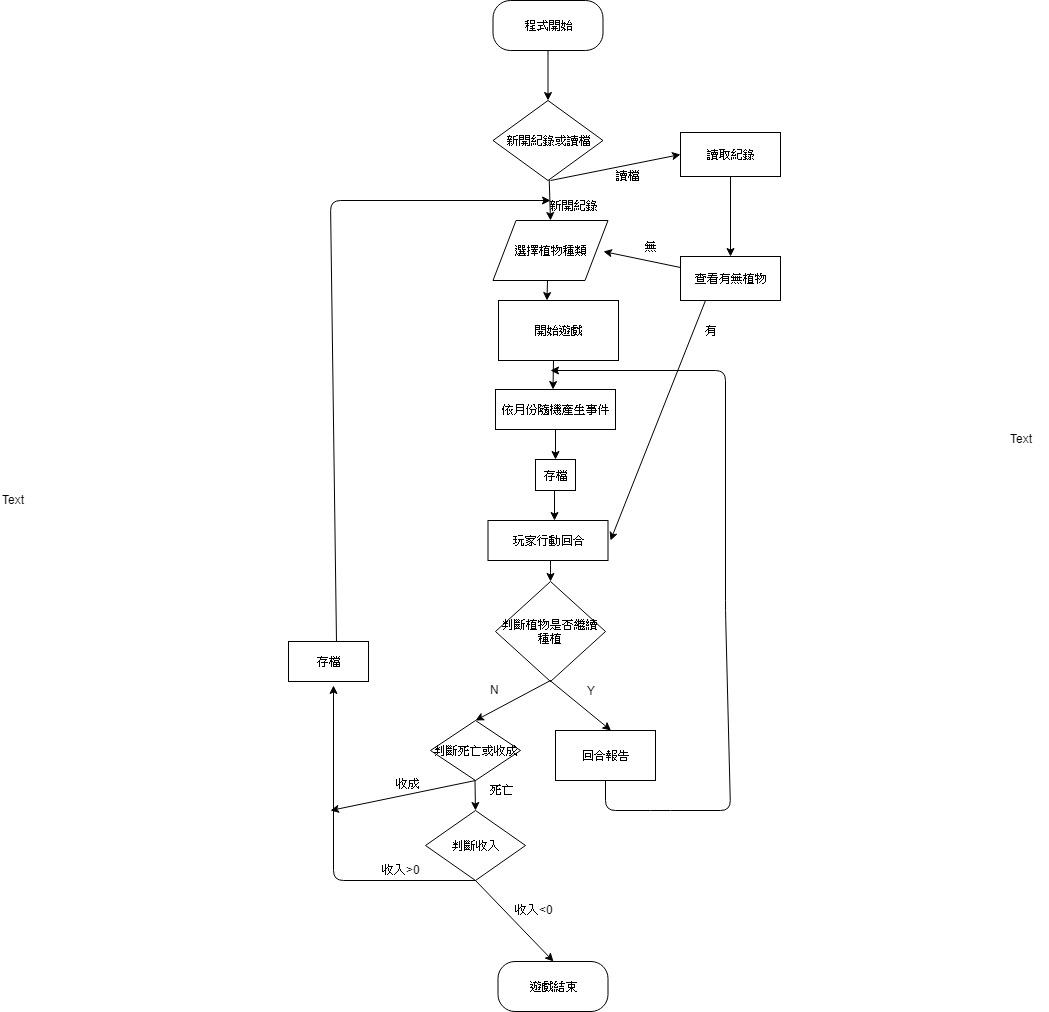 程式開始
新開紀錄或讀檔
讀取紀錄
讀檔
新開紀錄
選擇植物種類
無
查看有無植物
開始遊戲
有
依月份隨機產生事件
Text
存檔
Text
玩家行動回合
判斷植物是否繼續
種植
存檔
N
Y
判斷死亡或收成
回合報告
收成
死亡
判斷收入
收入>0
收入<0
遊戲結束